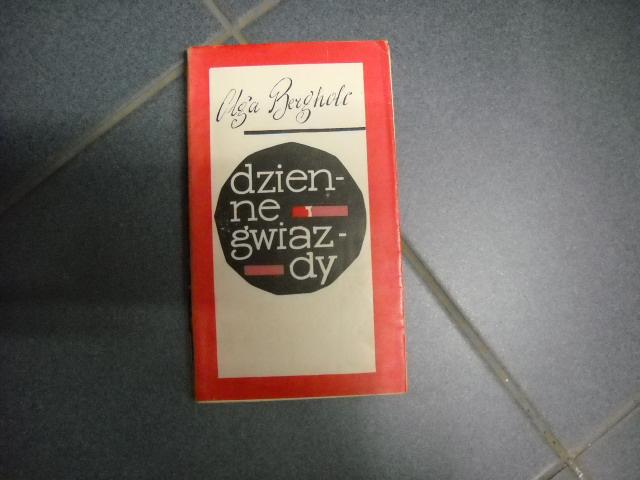 Olga Bergholc
dzien-
ne
gwiaz-
dy